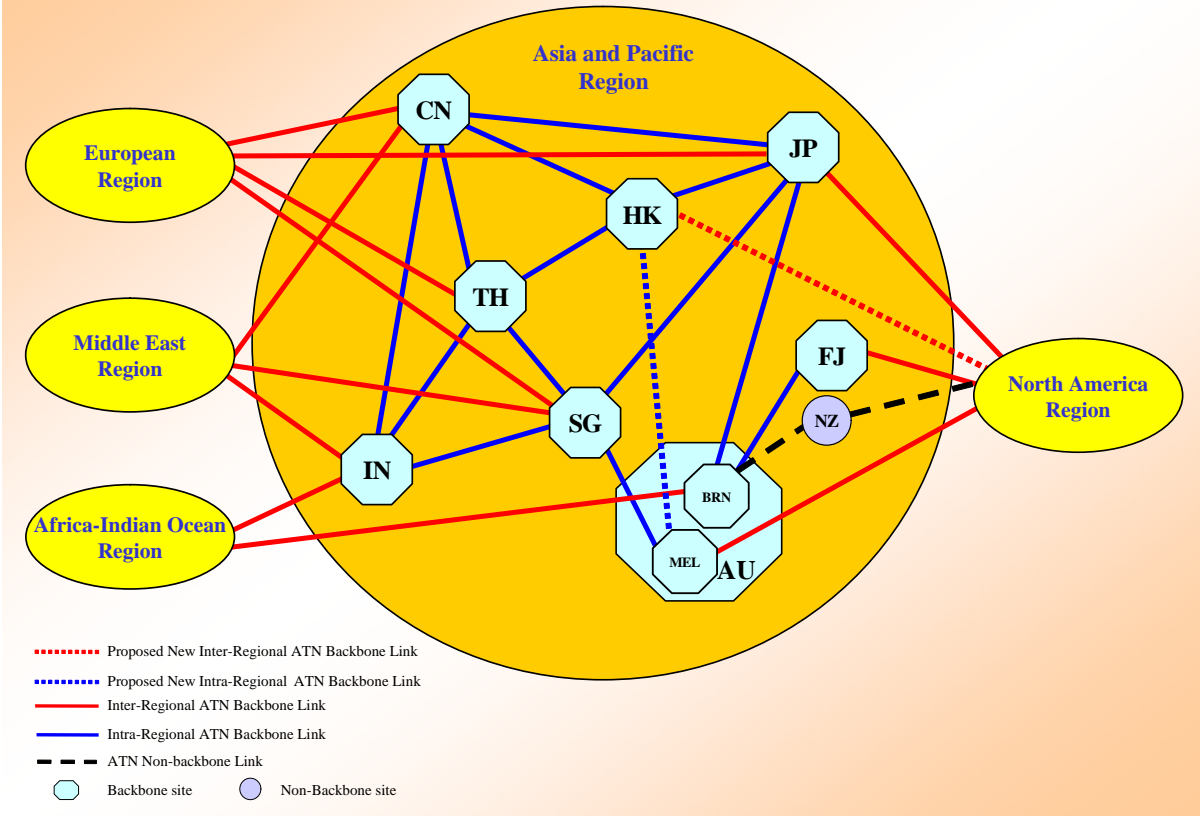 Asia and Pacific
Region
CN
JP
European
Region
HK
TH
Middle East
Region
FJ
North America
Region
NZ
SG
IN
BRN
Africa-Indian Ocean
Region
MEL
AU
Proposed New Inter-Regional ATN Backbone Link
Proposed New Intra-Regional ATN Backbone Link
Inter-Regional ATN Backbone Link
Intra-Regional ATN Backbone Link
ATN Non-backbone Link
Backbone site
Non-Backbone site